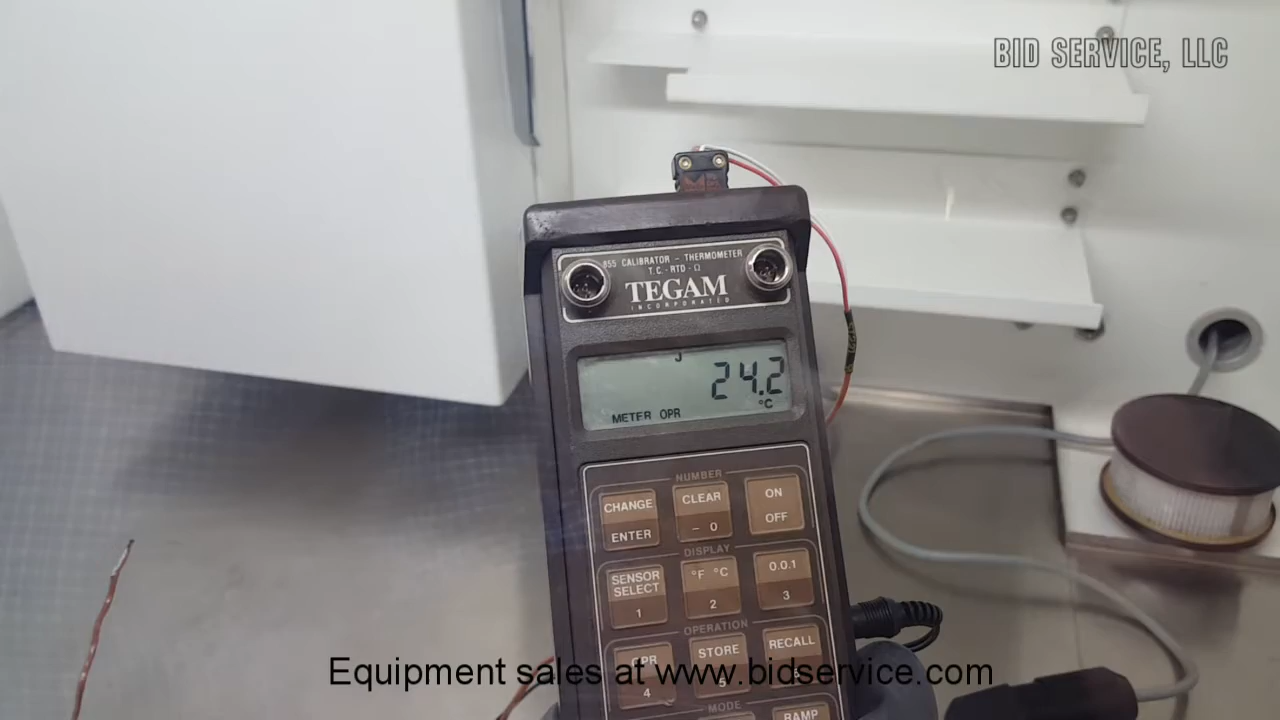 BID SERVICE, LLC
855 CALIBRATOR - THERMOMETER
T.C. - RTD - Ω
TEGAM
INCORPORATED
J
24.2
METER OPR °C
NUMBER
CHANGE
ENTER
CLEAR
- 0
ON
OFF
DISPLAY
SENSOR
SELECT
1
°F °C
2
0.0.1
3
OPERATION
OPR
4
STORE
5
RECALL
MODE
RAMP
Equipment sales at www.bidservice.com